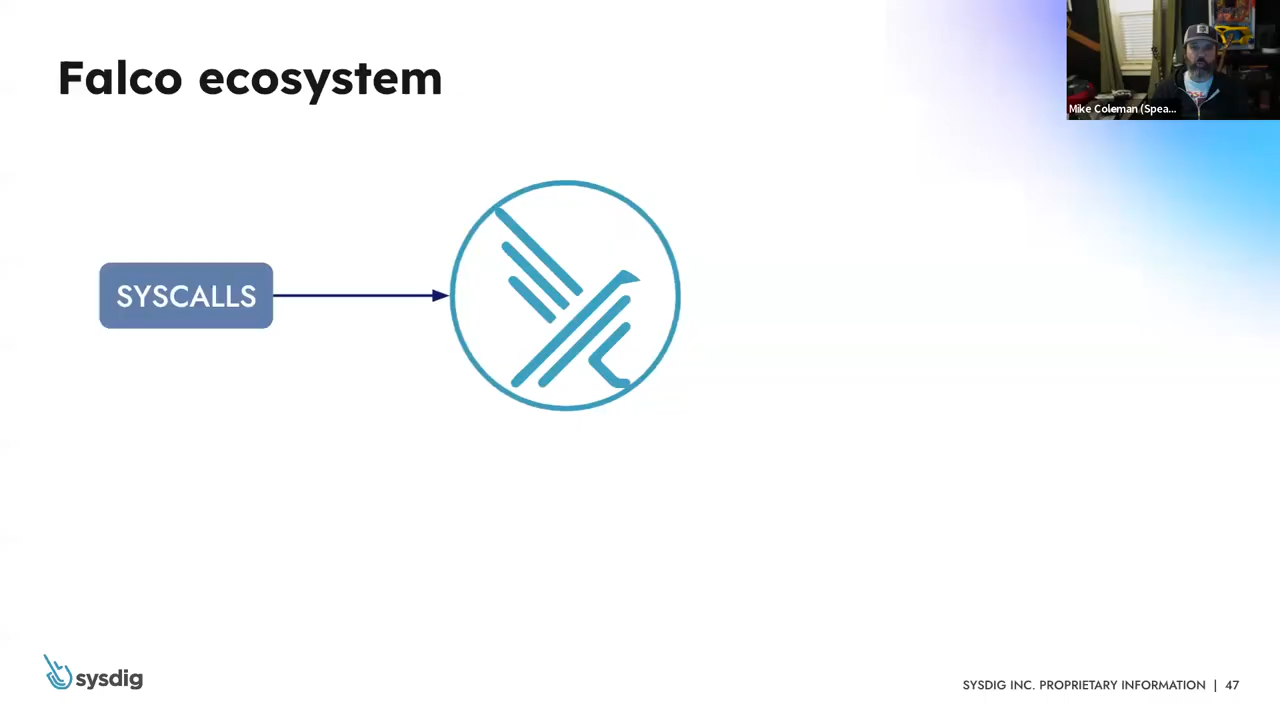 Falco ecosystem
Mike Coleman (Spea...
SYSCALLS
sysdig
SYSDIG INC. PROPRIETARY INFORMATION | 47